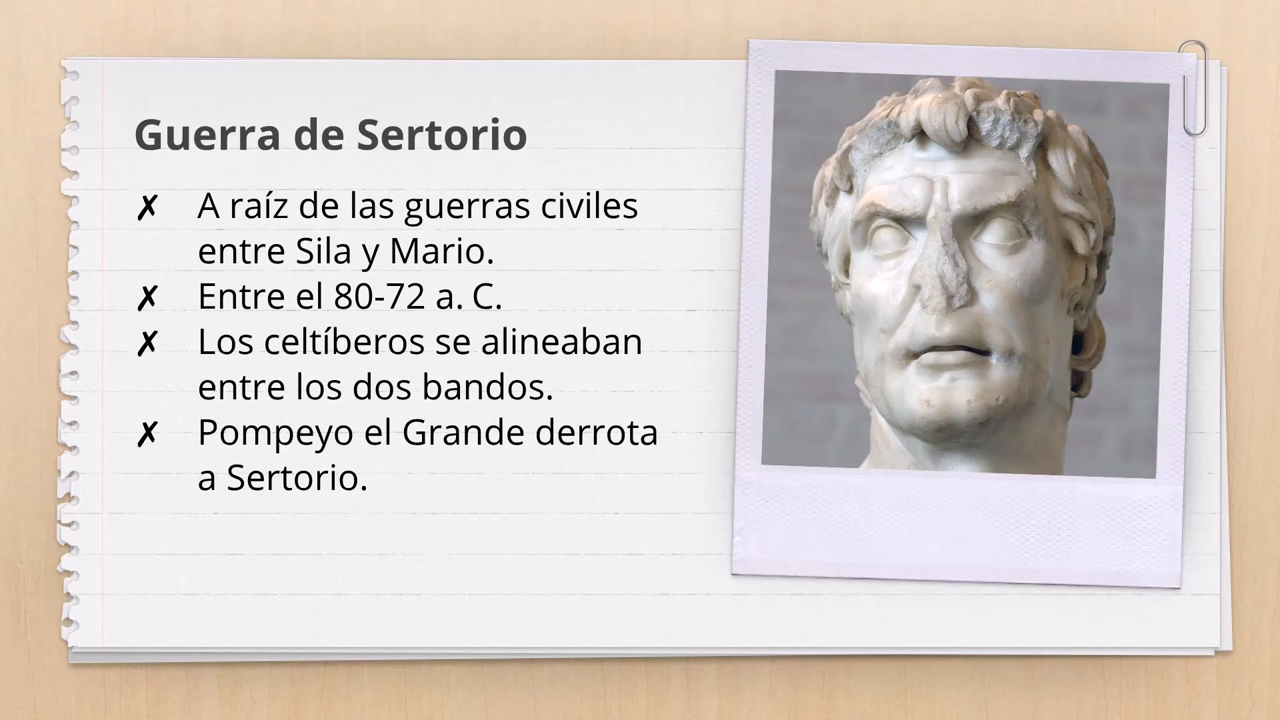 Guerra de Sertorio
✗ A raíz de las guerras civiles
entre Sila y Mario.
✗ Entre el 80-72 a. C.
✗ Los celtíberos se alineaban
entre los dos bandos.
✗ Pompeyo el Grande derrota
a Sertorio.